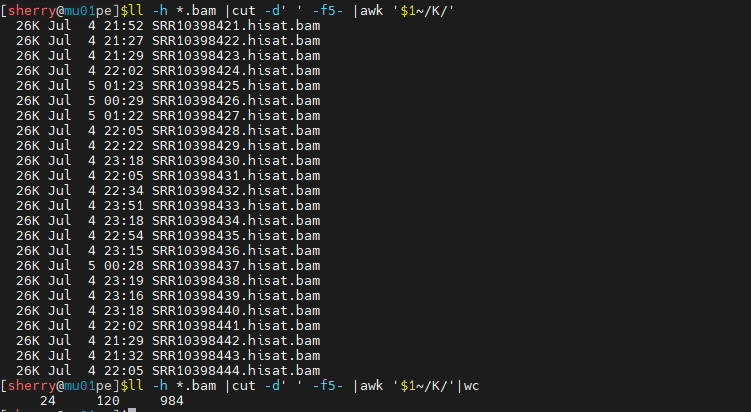 [sherry@mu01pe]$ll -h *.bam |cut -d' ' -f5- |awk '$1~/K/'
26K Jul 4 21:52 SRR10398421.hisat.bam
26K Jul 4 21:27 SRR10398422.hisat.bam
26K Jul 4 21:29 SRR10398423.hisat.bam
26K Jul 4 22:02 SRR10398424.hisat.bam
26K Jul 5 01:23 SRR10398425.hisat.bam
26K Jul 5 00:29 SRR10398426.hisat.bam
26K Jul 5 01:22 SRR10398427.hisat.bam
26K Jul 4 22:05 SRR10398428.hisat.bam
26K Jul 4 22:22 SRR10398429.hisat.bam
26K Jul 4 23:18 SRR10398430.hisat.bam
26K Jul 4 22:05 SRR10398431.hisat.bam
26K Jul 4 22:34 SRR10398432.hisat.bam
26K Jul 4 23:51 SRR10398433.hisat.bam
26K Jul 4 23:18 SRR10398434.hisat.bam
26K Jul 4 22:54 SRR10398435.hisat.bam
26K Jul 4 23:15 SRR10398436.hisat.bam
26K Jul 5 00:28 SRR10398437.hisat.bam
26K Jul 4 23:19 SRR10398438.hisat.bam
26K Jul 4 23:16 SRR10398439.hisat.bam
26K Jul 4 23:18 SRR10398440.hisat.bam
26K Jul 4 22:02 SRR10398441.hisat.bam
26K Jul 4 21:29 SRR10398442.hisat.bam
26K Jul 4 21:32 SRR10398443.hisat.bam
26K Jul 4 22:05 SRR10398444.hisat.bam
[sherry@mu01pe]$ll -h *.bam |cut -d' ' -f5- |awk '$1~/K/'|wc
24 120 984